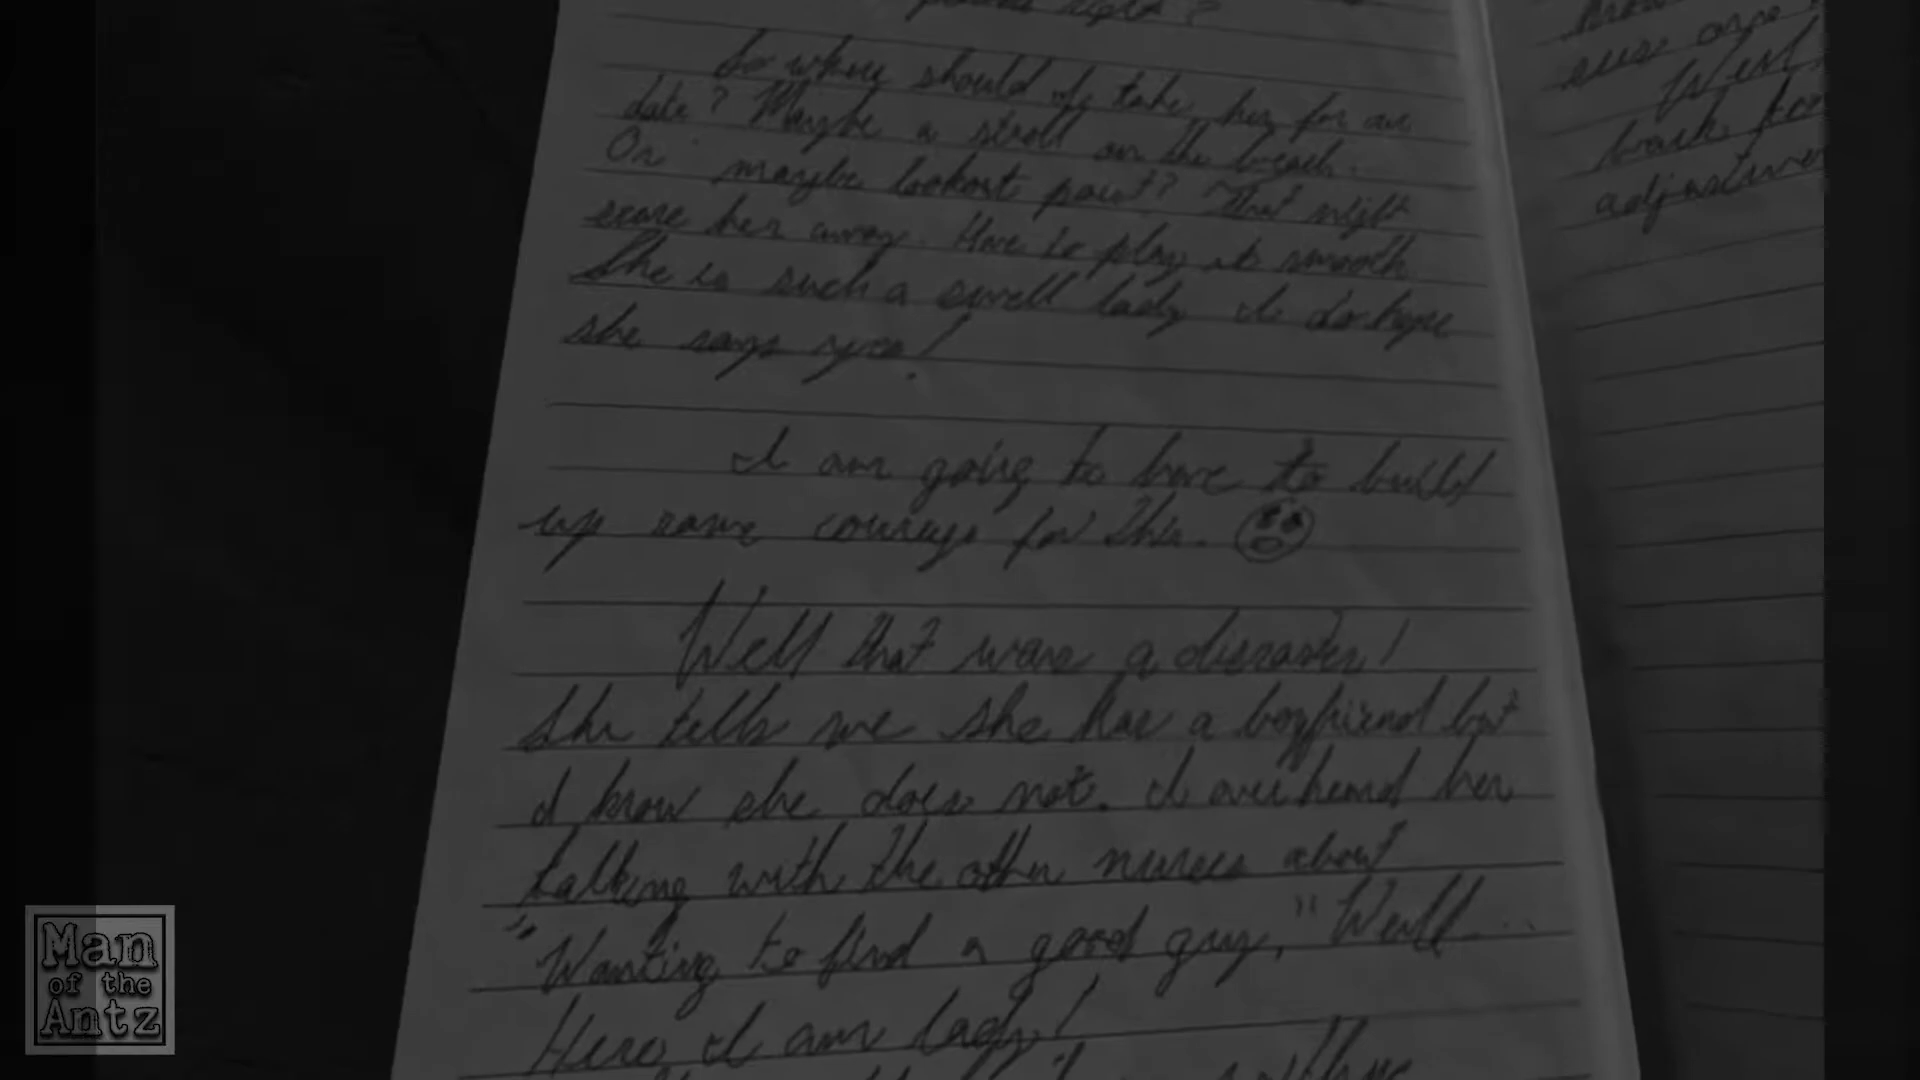 right?
So where should I take her for our
date? Maybe a stroll on the beach..
Or maybe lookout point? That might
scare her away. Have to play it smooth
She is such a swell lady I do hope
she says yes!
I am going to have to build
up some courage for this.
Well that was a disaster!
She tells me she has a boyfriend but
I know she does not. I overheard her
talking with the other nurses about
"Wanting to find a good guy," Well...
Here I am lady!
Well
back
Man
of the
Antz